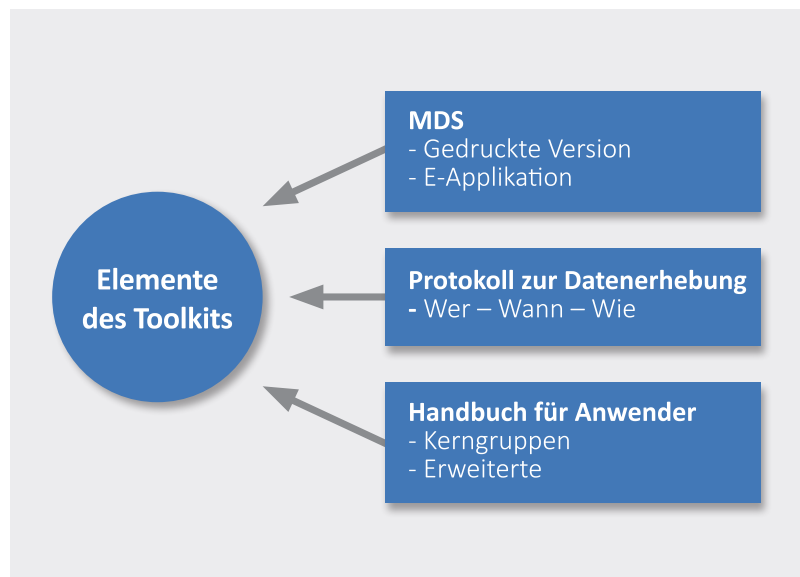 Elemente
des Toolkits
MDS
- Gedruckte Version
- E-Applikation
Protokoll zur Datenerhebung
- Wer – Wann – Wie
Handbuch für Anwender
- Kerngruppen
- Erweiterte